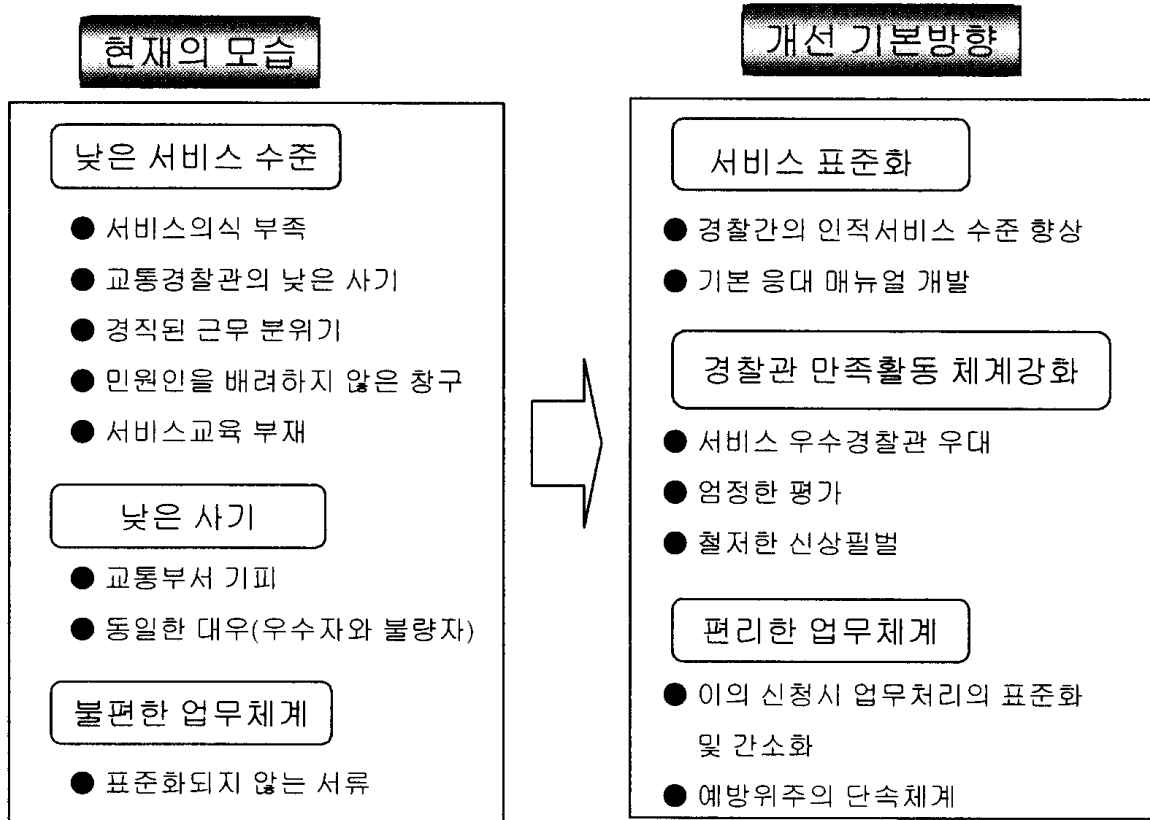 현재의 모습
낮은 서비스 수준
● 서비스의식 부족
● 교통경찰관의 낮은 사기
● 경직된 근무 분위기
● 민원인을 배려하지 않은 창구
● 서비스교육 부재
낮은 사기
● 교통부서 기피
● 동일한 대우(우수자와 불량자)
불편한 업무체계
● 표준화되지 않는 서류
개선 기본방향
서비스 표준화
● 경찰간의 인적서비스 수준 향상
● 기본 응대 매뉴얼 개발
경찰관 만족활동 체계강화
● 서비스 우수경찰관 우대
● 엄정한 평가
● 철저한 신상필벌
편리한 업무체계
● 이의 신청시 업무처리의 표준화
및 간소화
● 예방위주의 단속체계